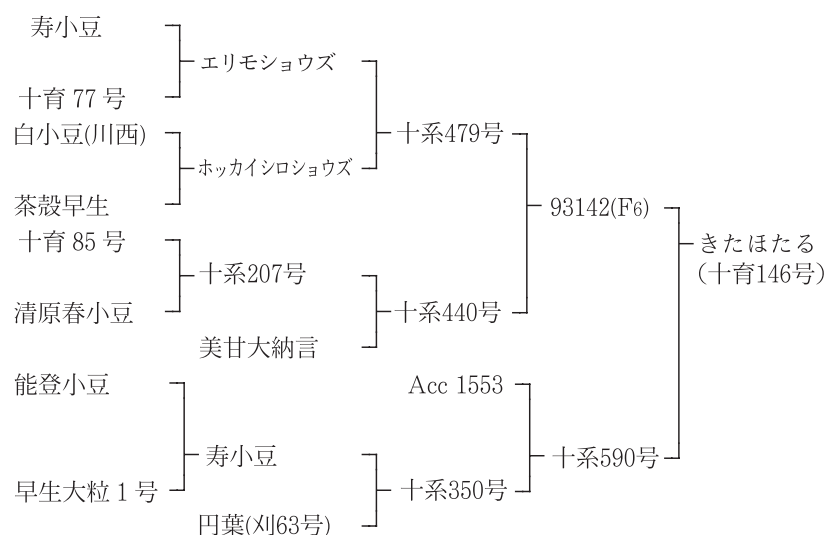 寿小豆
エリモショウズ
十育 77 号
白小豆(川西)
十系479号
ホッカイシロショウズ
茶殻早生
93142(F6)
十育 85 号
きたほたる
(十育146号)
十系207号
清原春小豆
十系440号
美甘大納言
能登小豆
Acc 1553
寿小豆
十系590号
早生大粒 1 号
十系350号
円葉(刈63号)